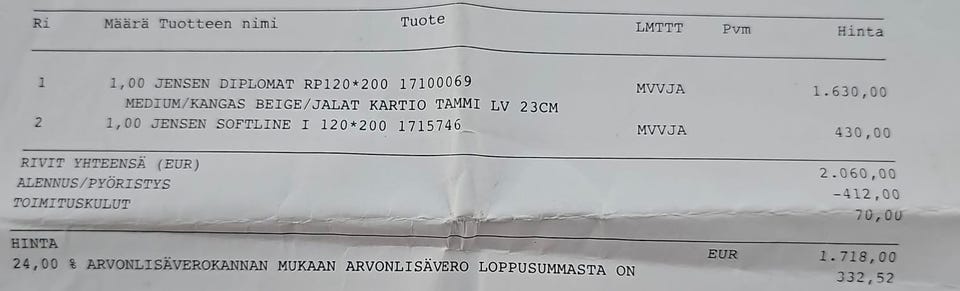 Ri Määrä Tuotteen nimi Tuote LMTTT Pvm Hinta
1 1,00 JENSEN DIPLOMAT RP120*200 17100069 MVVJA 1.630,00
MEDIUM/KANGAS BEIGE/JALAT KARTIO TAMMI LV 23CM
2 1,00 JENSEN SOFTLINE I 120*200 1715746 MVVJA 430,00
RIVIT YHTEENSÄ (EUR) 2.060,00
ALENNUS/PYÖRISTYS -412,00
TOIMITUSKULUT 70,00
HINTA EUR 1.718,00
24,00 % ARVONLISÄVEROKANNAN MUKAAN ARVONLISÄVERO LOPPUSUMMASTA ON 332,52